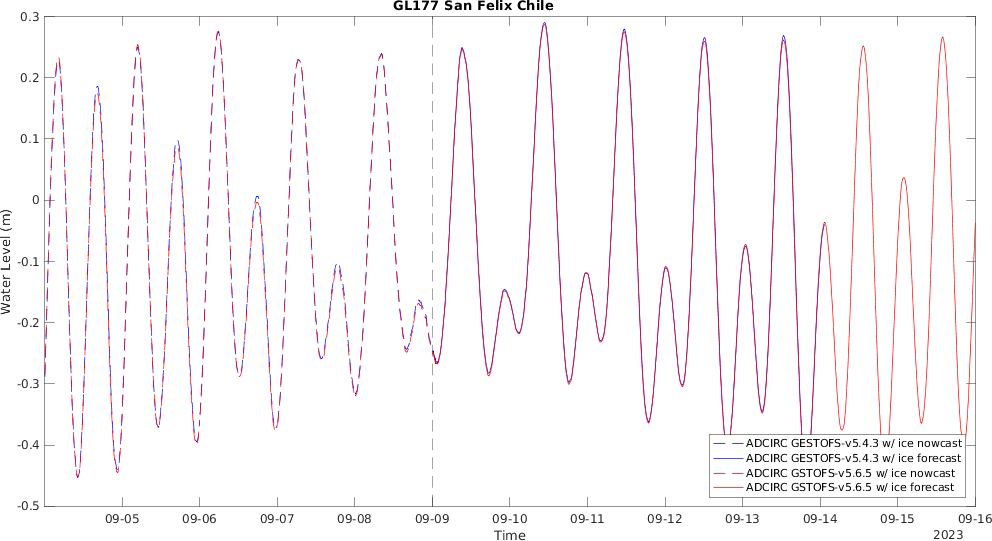 GL177 San Felix Chile
0.3
0.2
0.1
0
-0.1
-0.2
-0.3
-0.4
-0.5
Water Level (m)
ADCIRC GESTOFS-v5.4.3 w/ ice nowcast
ADCIRC GESTOFS-v5.4.3 w/ ice forecast
ADCIRC GSTOFS-v5.6.5 w/ ice nowcast
ADCIRC GSTOFS-v5.6.5 w/ ice forecast
09-05 09-06 09-07 09-08 09-09 09-10 09-11 09-12 09-13 09-14 09-15 09-16
Time
2023